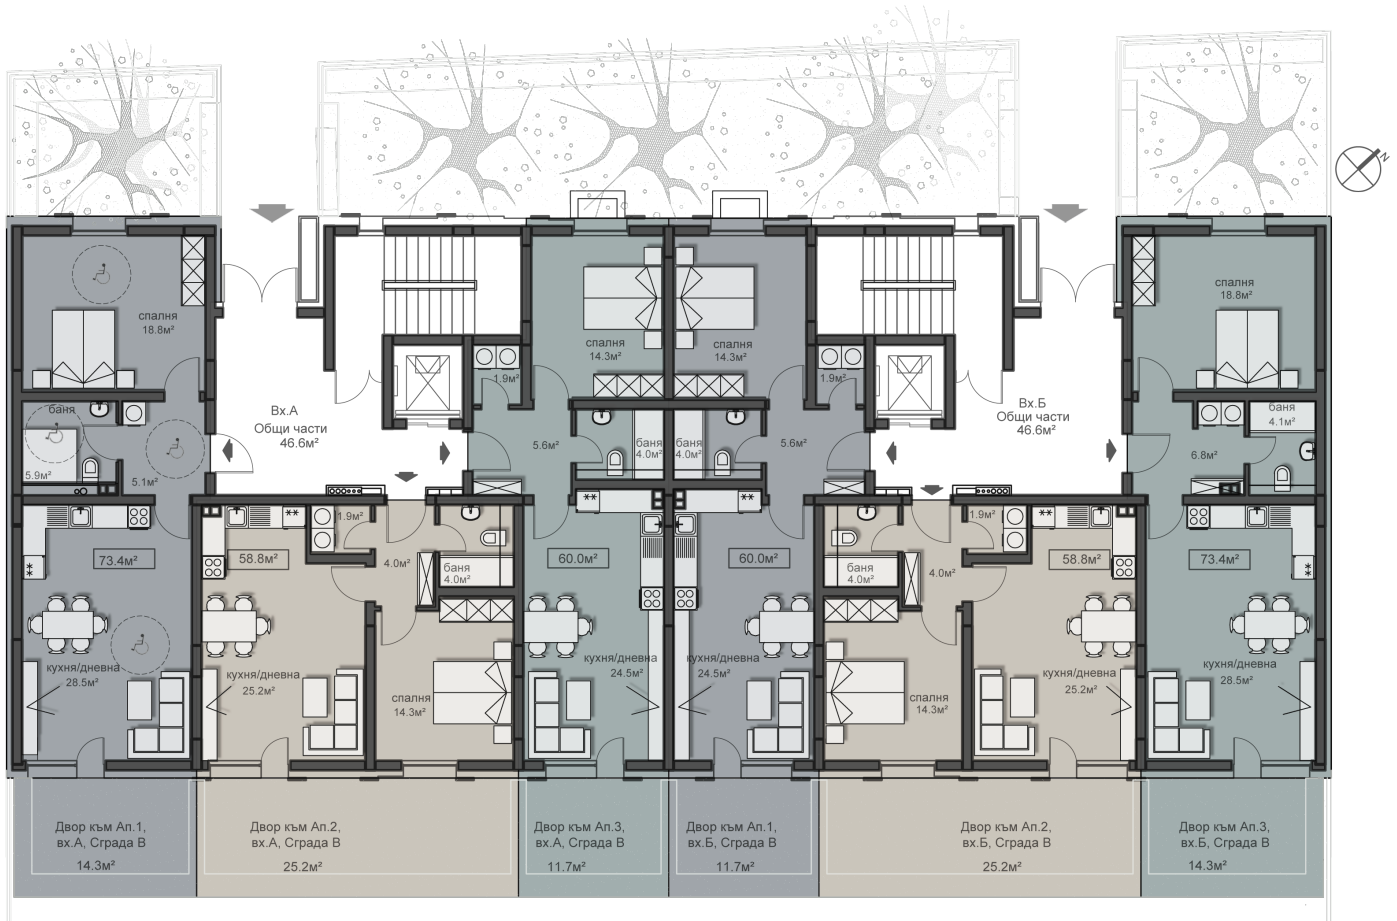 N
спалня
18.8м²
баня
5.9м²
5.1м²
73.4м²
кухня/дневна
28.5м²
Вх.А
Общи части
46.6м²
58.8м²
1.9м²
4.0м²
баня
4.0м²
кухня/дневна
25.2м²
спалня
14.3м²
спалня
14.3м²
1.9м²
5.6м²
баня
4.0м²
60.0м²
кухня/дневна
24.5м²
спалня
14.3м²
1.9м²
баня
4.0м²
5.6м²
60.0м²
кухня/дневна
24.5м²
Вх.Б
Общи части
46.6м²
баня
4.0м²
4.0м²
1.9м²
58.8м²
спалня
14.3м²
кухня/дневна
25.2м²
спалня
18.8м²
баня
4.1м²
6.8м²
73.4м²
кухня/дневна
28.5м²
Двор към Ап.1,
вх.А, Сграда В
14.3м²
Двор към Ап.2,
вх.А, Сграда В
25.2м²
Двор към Ап.3,
вх.А, Сграда В
11.7м²
Двор към Ап.1,
вх.Б, Сграда В
11.7м²
Двор към Ап.2,
вх.Б, Сграда В
25.2м²
Двор към Ап.3,
вх.Б, Сграда В
14.3м²